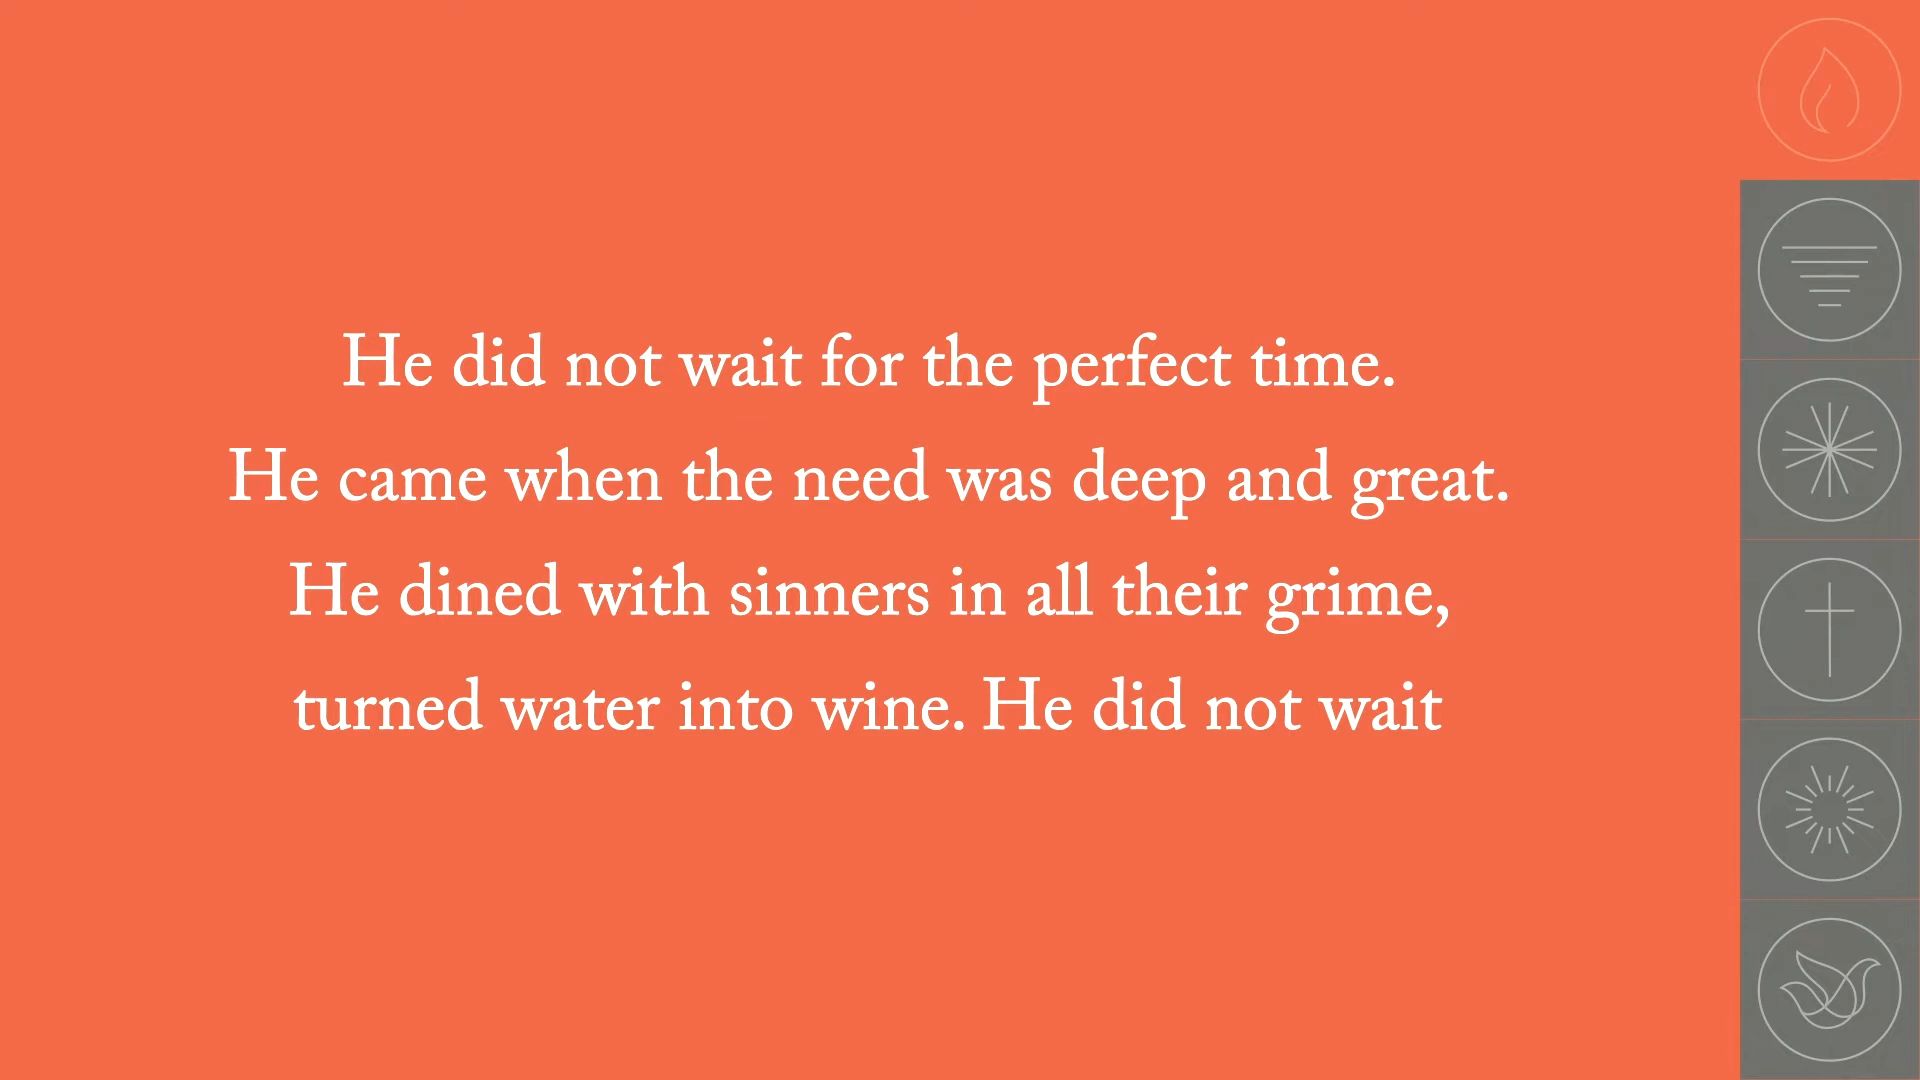 He did not wait for the perfect time.
He came when the need was deep and great.
He dined with sinners in all their grime,
turned water into wine. He did not wait